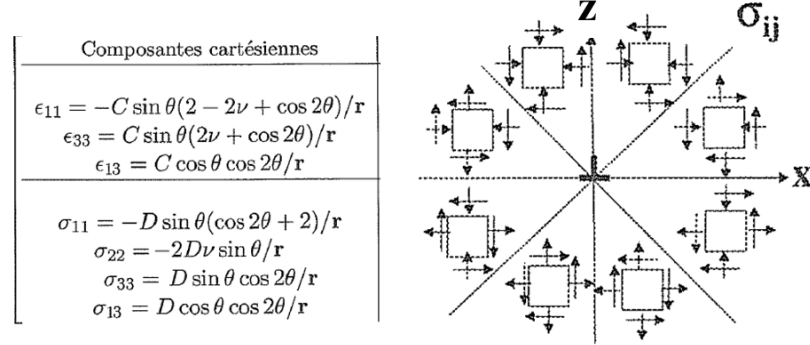 Composantes cartésiennes
ϵ₁₁ = −C sin θ(2 − 2ν + cos 2θ)/r
ϵ₃₃ = C sin θ(2ν + cos 2θ)/r
ϵ₁₃ = C cos θ cos 2θ/r
σ₁₁ = −D sin θ(cos 2θ + 2)/r
σ₂₂ = −2Dν sin θ/r
σ₃₃ = D sin θ cos 2θ/r
σ₁₃ = D cos θ cos 2θ/r
z
σij
x